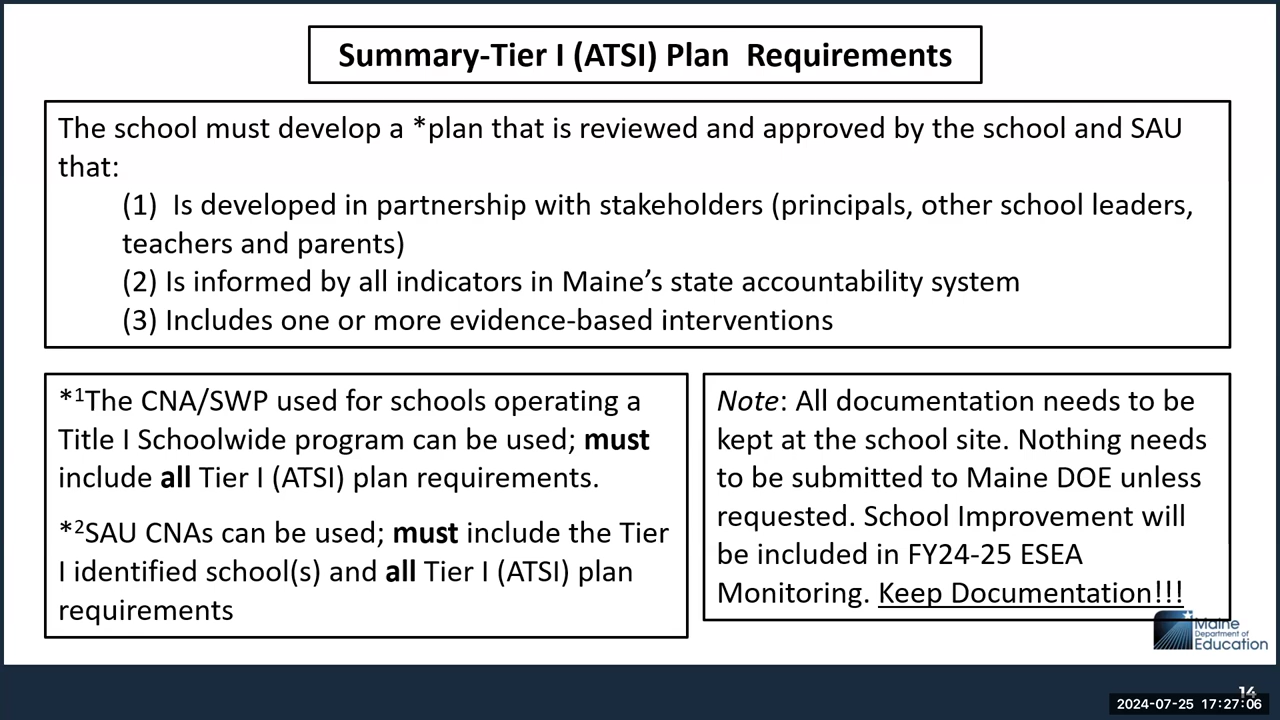 Summary-Tier I (ATSI) Plan  Requirements
The school must develop a *plan that is reviewed and approved by the school and SAU
that:
(1)  Is developed in partnership with stakeholders (principals, other school leaders,
teachers and parents)
(2) Is informed by all indicators in Maine’s state accountability system
(3) Includes one or more evidence-based interventions
*¹The CNA/SWP used for schools operating a
Title I Schoolwide program can be used; must
include all Tier I (ATSI) plan requirements.
*²SAU CNAs can be used; must include the Tier
I identified school(s) and all Tier I (ATSI) plan
requirements
Note: All documentation needs to be
kept at the school site. Nothing needs
to be submitted to Maine DOE unless
requested. School Improvement will
be included in FY24-25 ESEA
Monitoring. Keep Documentation!!!
Maine
Department of
Education
14
2024-07-25 17:27:06